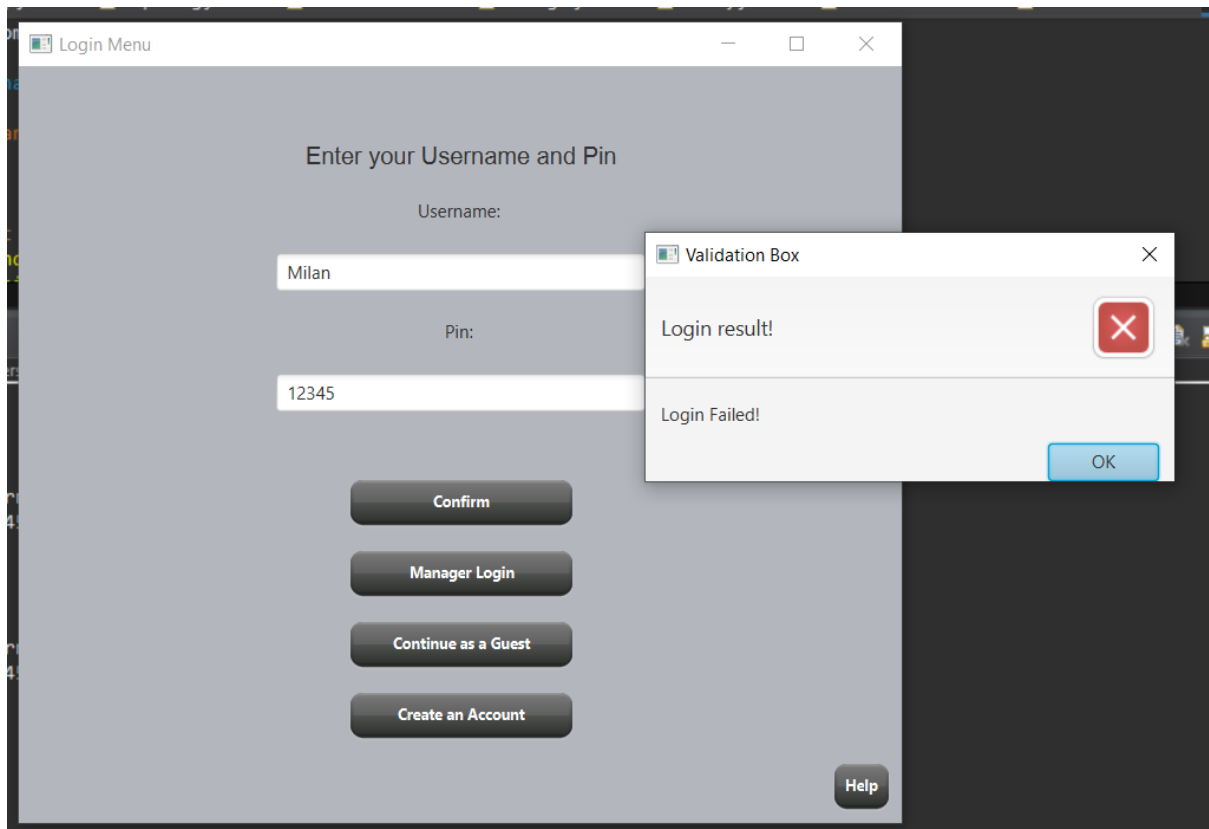 Login Menu
Enter your Username and Pin
Username:
Milan
Pin:
12345
Confirm
Manager Login
Continue as a Guest
Create an Account
Help
Validation Box
Login result!
Login Failed!
OK